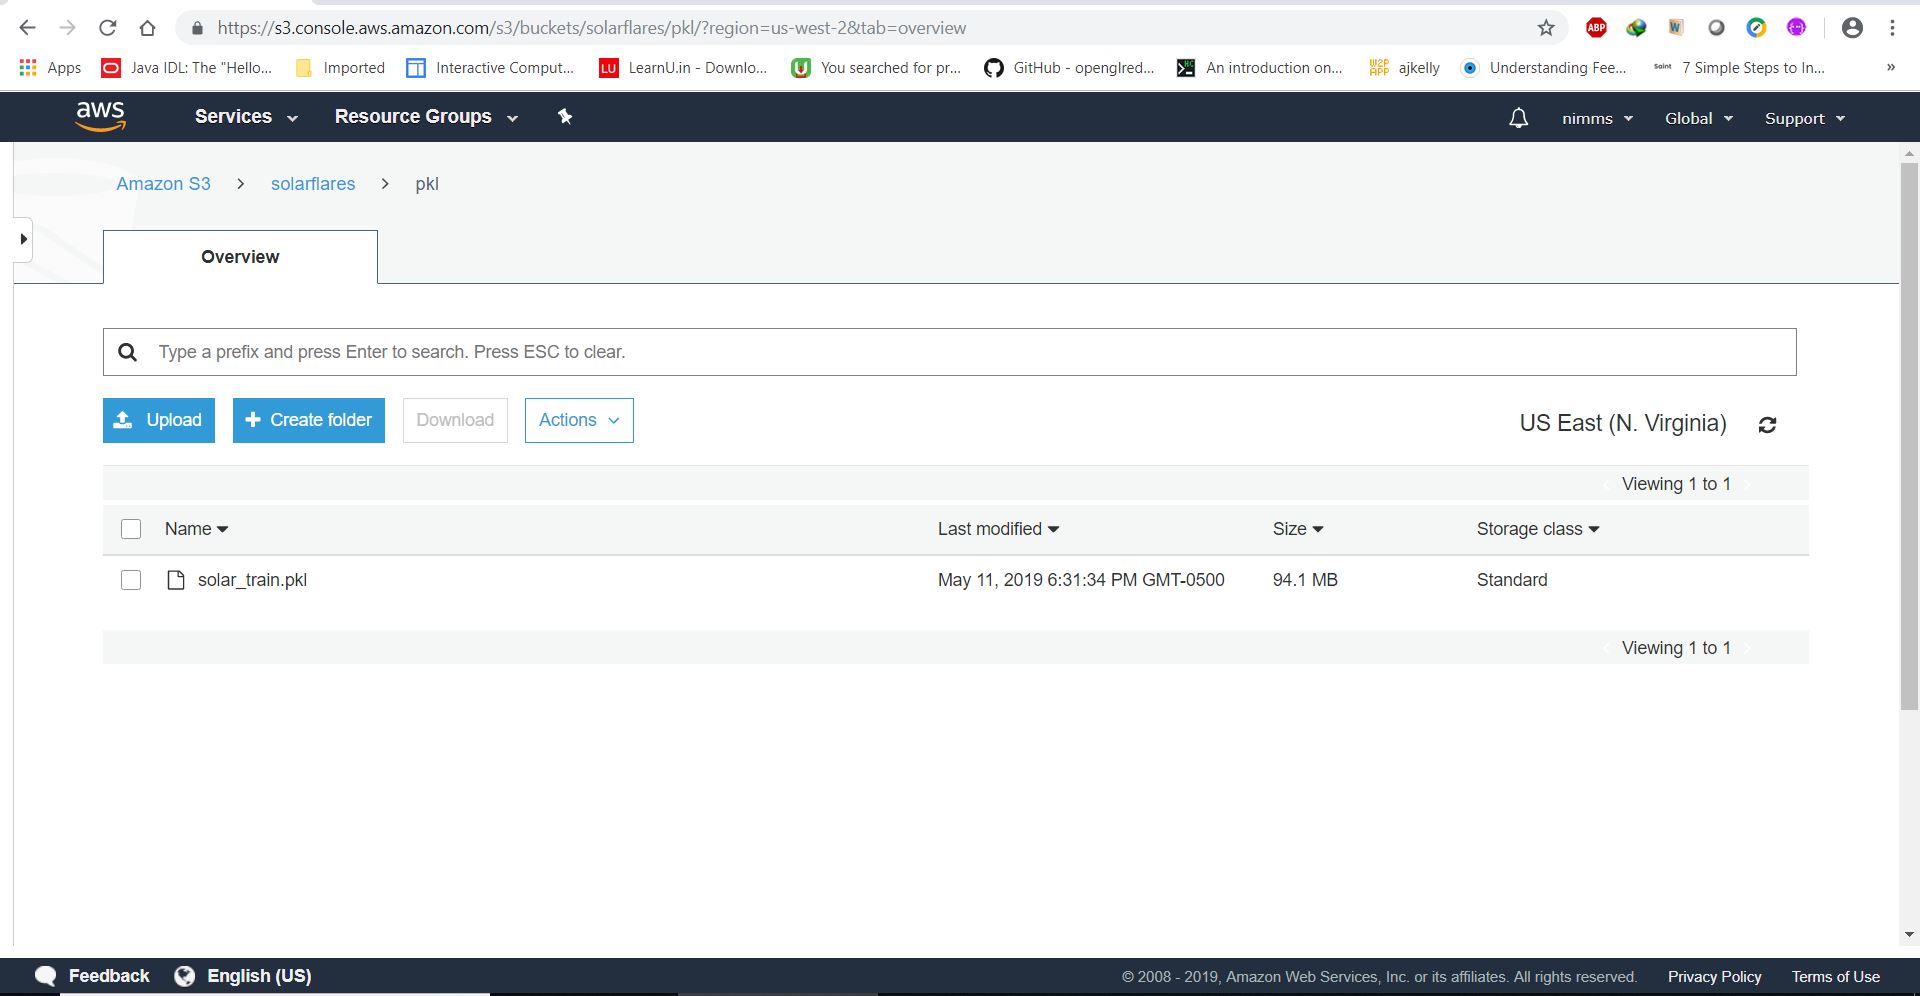 https://s3.console.aws.amazon.com/s3/buckets/solarflares/pkl/?region=us-west-2&tab=overview
ABP
Apps Java IDL: The "Hello... Imported Interactive Comput... LU LearnU.in - Downlo... You searched for pr... GitHub - openglred... An introduction on... W2P APP ajkelly Understanding Fee... Saint 7 Simple Steps to In... »
aws Services Resource Groups nimms Global Support
Amazon S3 > solarflares > pkl
Overview
Type a prefix and press Enter to search. Press ESC to clear.
Upload + Create folder Download Actions US East (N. Virginia)
Viewing 1 to 1
Name Last modified Size Storage class
solar_train.pkl May 11, 2019 6:31:34 PM GMT-0500 94.1 MB Standard
Viewing 1 to 1
Feedback English (US) © 2008 - 2019, Amazon Web Services, Inc. or its affiliates. All rights reserved. Privacy Policy Terms of Use